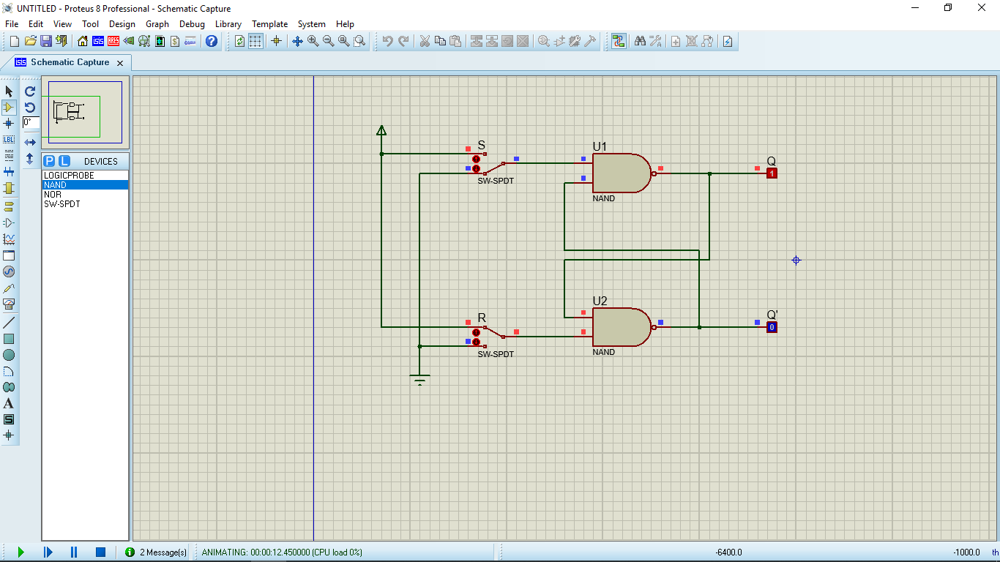 UNTITLED - Proteus 8 Professional - Schematic Capture
File Edit View Tool Design Graph Debug Library Template System Help
Schematic Capture
LBL
0°
P L DEVICES
LOGICPROBE
NAND
NOR
SW-SPDT
A
S
S
SW-SPDT
U1
NAND
Q
1
R
SW-SPDT
U2
NAND
Q'
0
2 Message(s)
ANIMATING: 00:00:12.450000 (CPU load 0%)
-6400.0
-1000.0
th